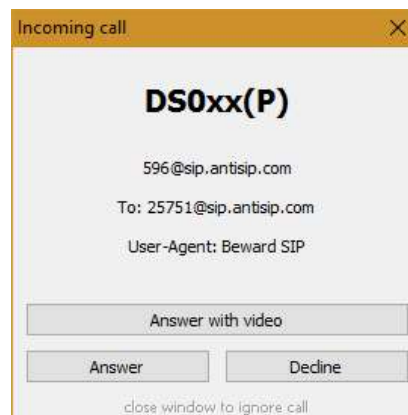 Incoming call
DS0xx(P)
596@sip.antisip.com
To: 25751@sip.antisip.com
User-Agent: Beward SIP
Answer with video
Answer Decline
close window to ignore call